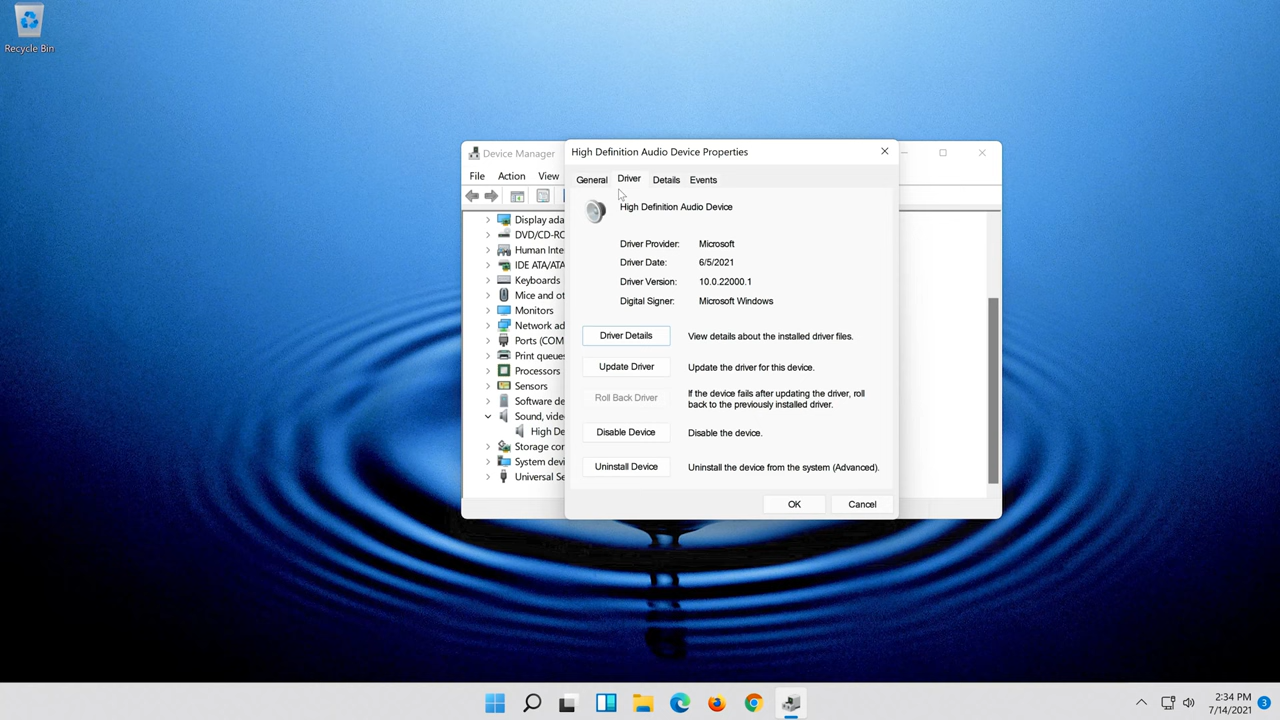 Recycle Bin
Device Manager
File Action View
Display ada
DVD/CD-RC
Human Inte
IDE ATA/ATA
Keyboards
Mice and ot
Monitors
Network ad
Ports (COM
Print queues
Processors
Sensors
Software de
Sound, vide
High De
Storage cor
System devi
Universal Se
High Definition Audio Device Properties
General Driver Details Events
High Definition Audio Device
Driver Provider: Microsoft
Driver Date: 6/5/2021
Driver Version: 10.0.22000.1
Digital Signer: Microsoft Windows
Driver Details View details about the installed driver files.
Update Driver Update the driver for this device.
Roll Back Driver If the device fails after updating the driver, roll
back to the previously installed driver.
Disable Device Disable the device.
Uninstall Device Uninstall the device from the system (Advanced).
OK Cancel
2:34 PM
7/14/2021
3